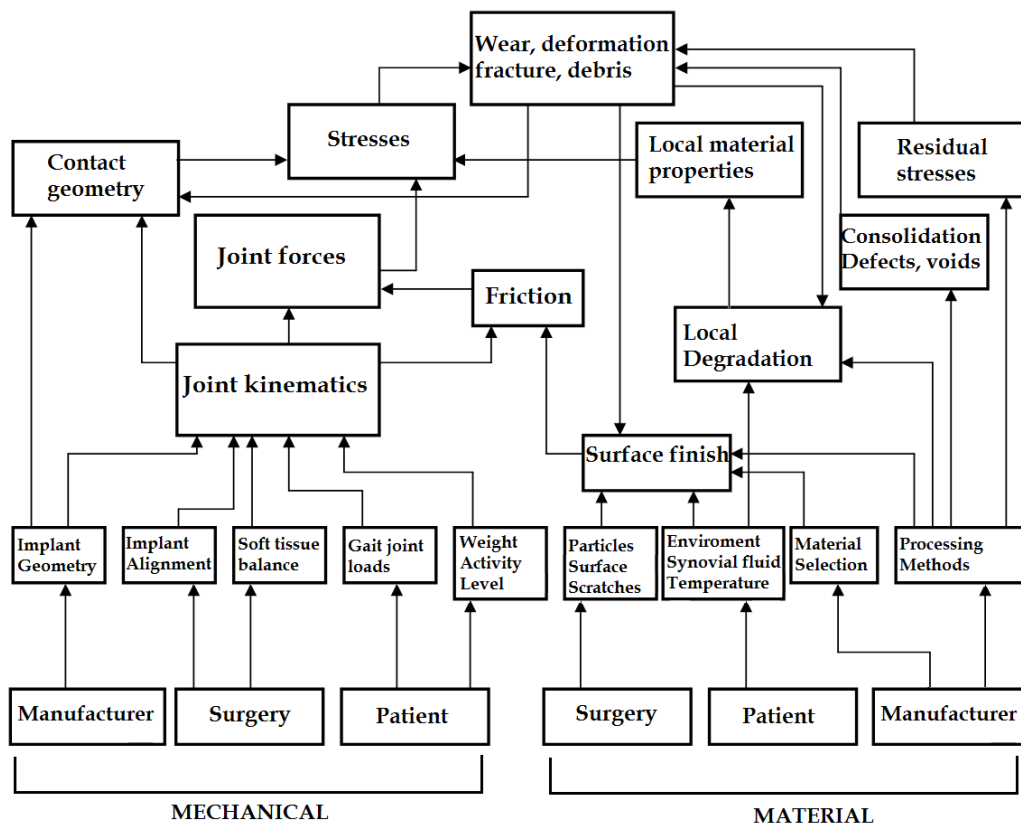 Wear, deformation
fracture, debris
Stresses
Contact
geometry
Local material
properties
Residual
stresses
Joint forces
Consolidation
Defects, voids
Friction
Local
Degradation
Joint kinematics
Surface finish
Implant
Geometry
Implant
Alignment
Soft tissue
balance
Gait joint
loads
Weight
Activity
Level
Particles
Surface
Scratches
Enviroment
Synovial fluid
Temperature
Material
Selection
Processing
Methods
Manufacturer
Surgery
Patient
Surgery
Patient
Manufacturer
MECHANICAL
MATERIAL